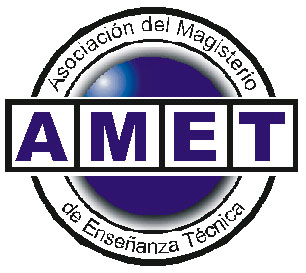 Asociación del Magisterio
AMET
de Enseñanza Técnica